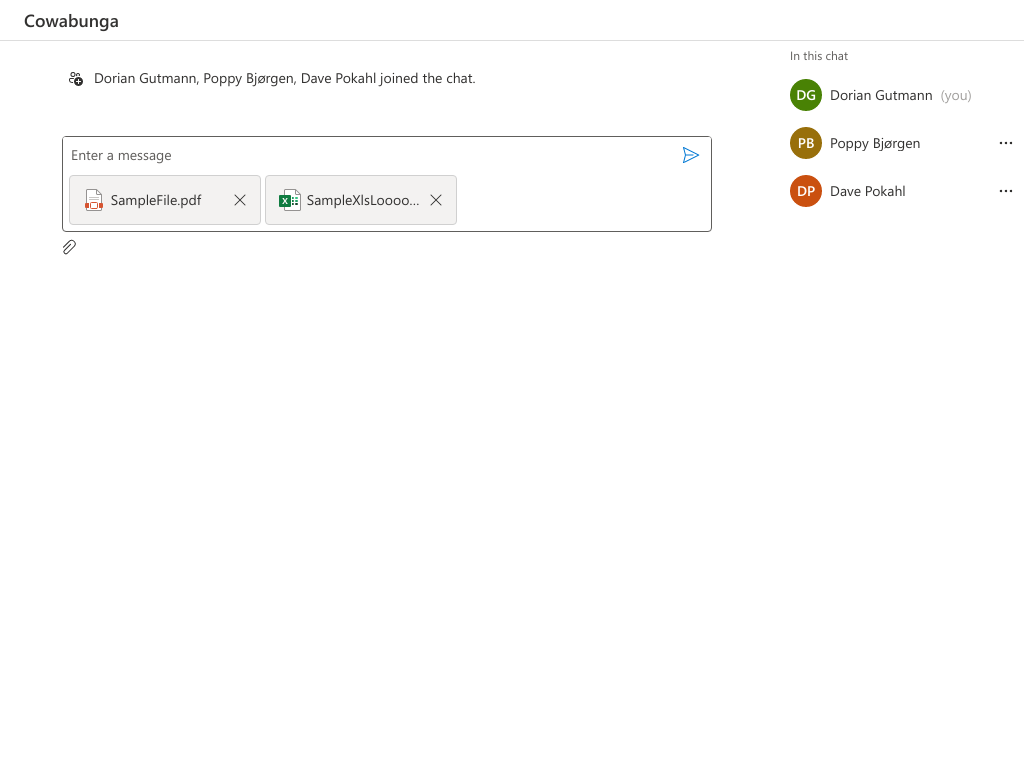 Cowabunga
Dorian Gutmann, Poppy Bjørgen, Dave Pokahl joined the chat.
Enter a message
SampleFile.pdf
SampleXlsLoooo...
In this chat
DG Dorian Gutmann (you)
PB Poppy Bjørgen
DP Dave Pokahl